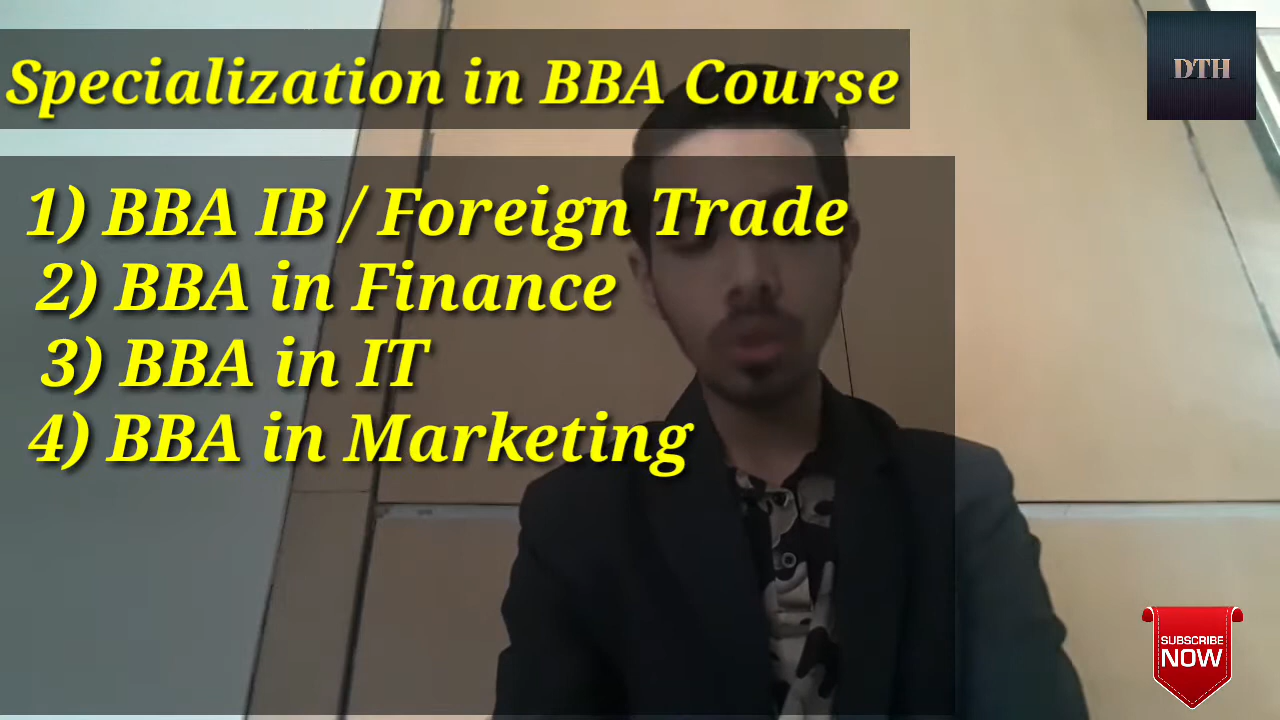 Specialization in BBA Course
DTH
1) BBA IB / Foreign Trade
2) BBA in Finance
3) BBA in IT
4) BBA in Marketing
SUBSCRIBE
NOW